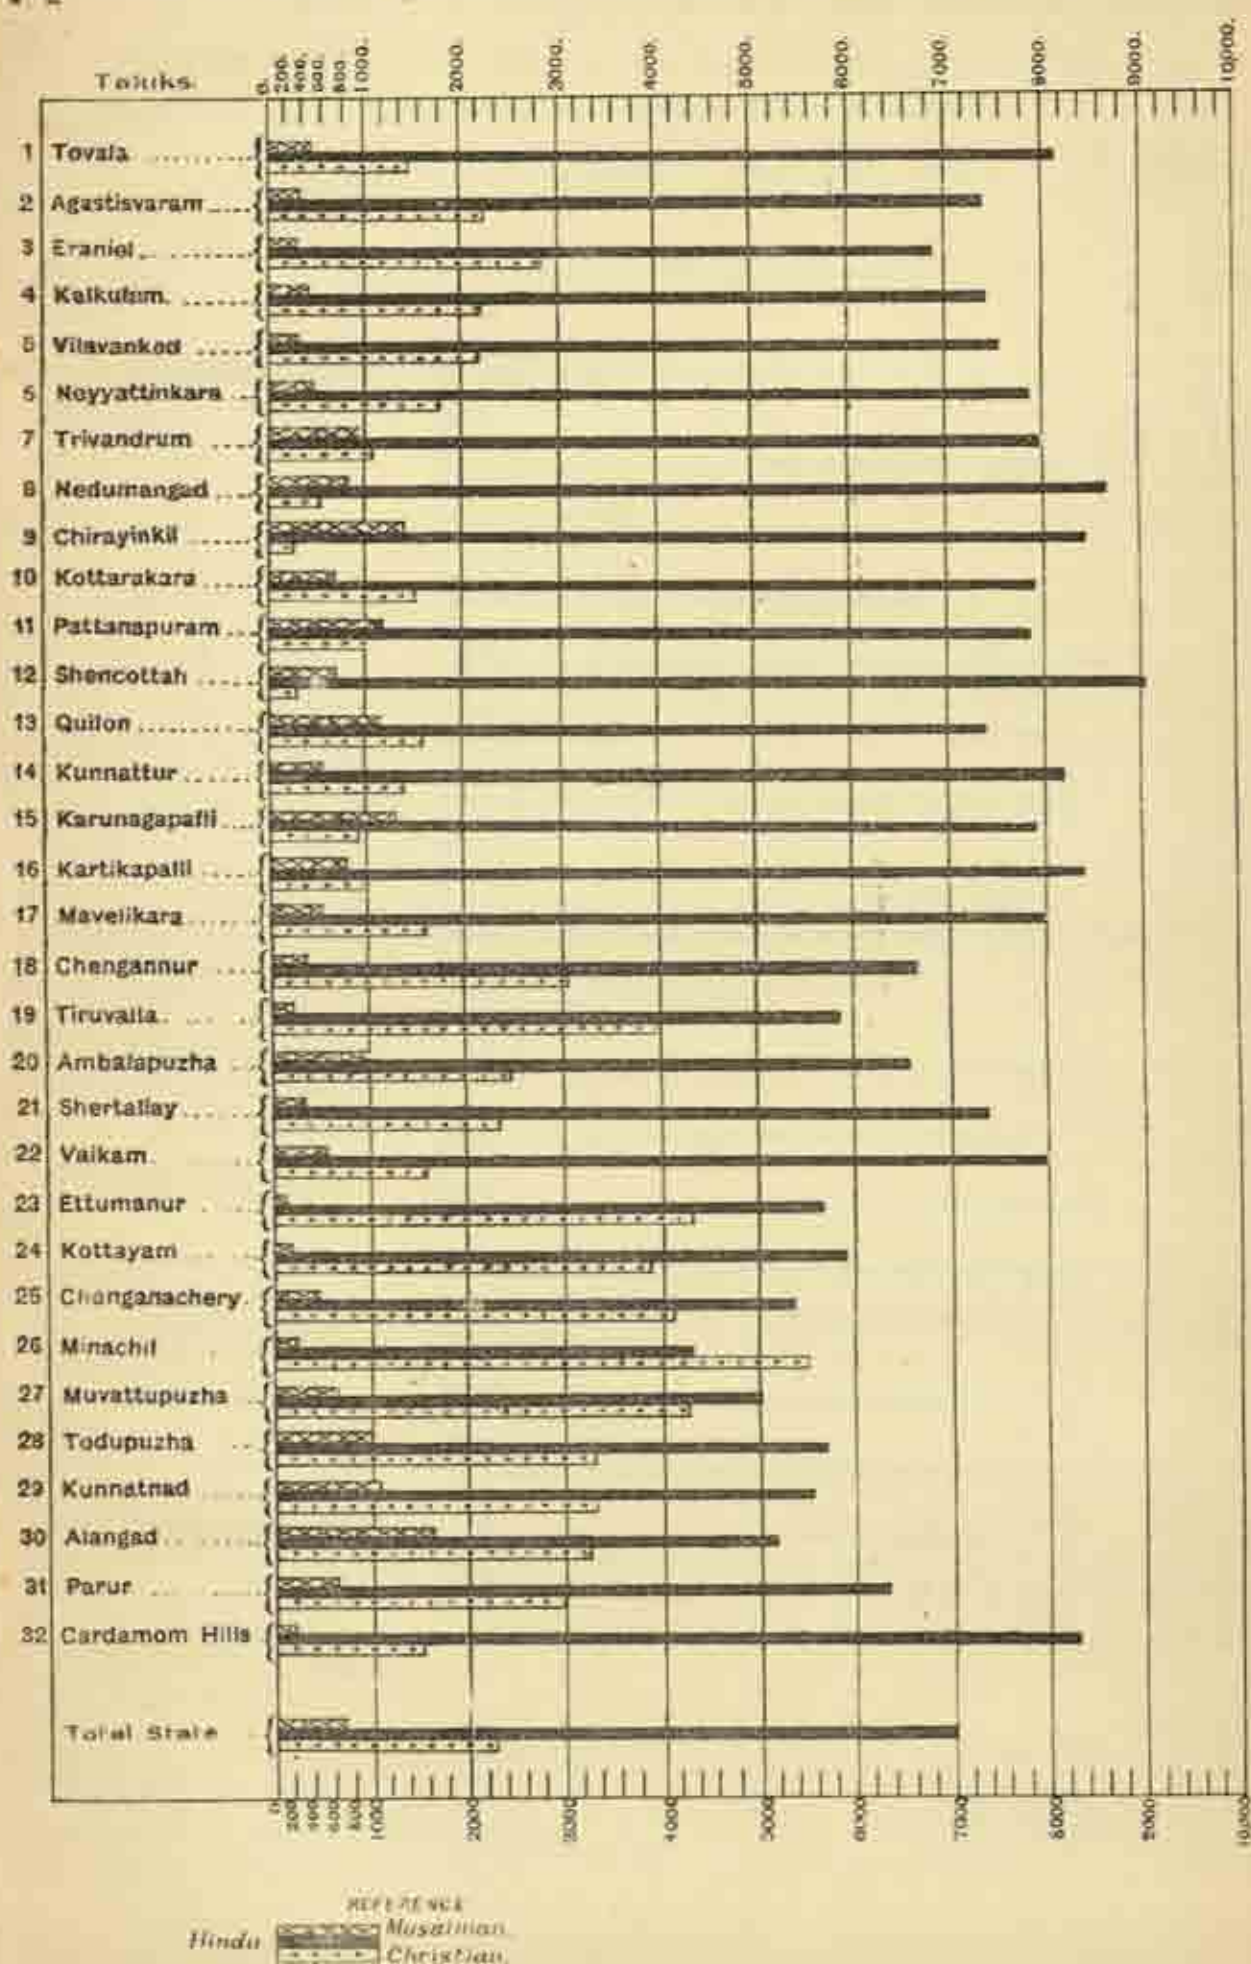 Taluks.
0. 200. 400. 600. 800. 1000. 2000. 3000. 4000. 5000. 6000. 7000. 8000. 9000. 10,000.
1 Tovala
2 Agastisvaram
3 Eraniel
4 Kalkulam
5 Vilavankod
6 Neyyattinkara
7 Trivandrum
8 Nedumangad
9 Chirayinkil
10 Kottarakara
11 Pattanapuram
12 Shencottah
13 Quilon
14 Kunnattur
15 Karunagapalli
16 Kartikapalli
17 Mavelikara
18 Chengannur
19 Tiruvalla
20 Ambalapuzha
21 Shertallay
22 Vaikam
23 Ettumanur
24 Kottayam
25 Changanachery
26 Minachil
27 Muvattupuzha
28 Todupuzha
29 Kunnatnad
30 Alangad
31 Parur
32 Cardamom Hills
Total State
0 200 400 600 800 1000 2000 3000 4000 5000 6000 7000 8000 9000 10,000
REFERENCE
Musalman.
Hindu
Christian.